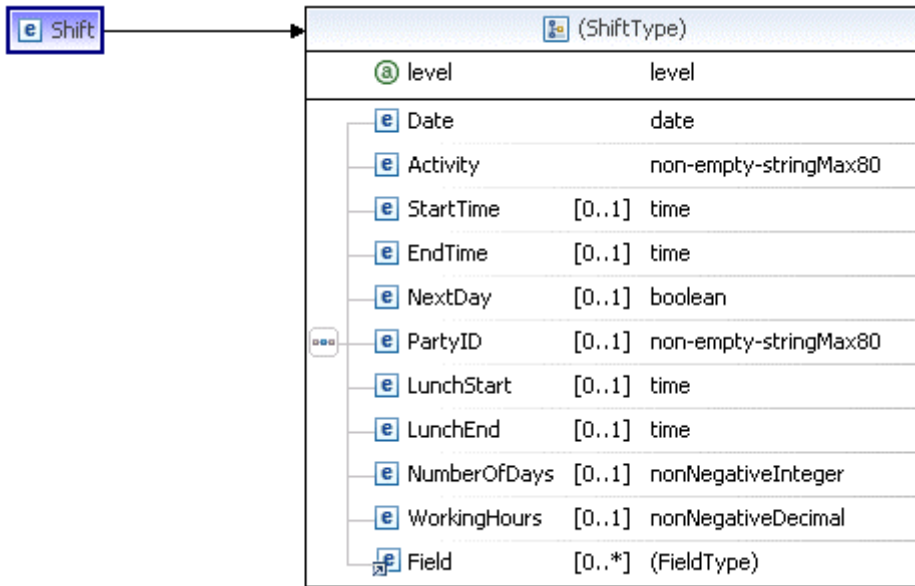 e Shift
(ShiftType)
a level level
e Date date
e Activity non-empty-stringMax80
e StartTime [0..1] time
e EndTime [0..1] time
e NextDay [0..1] boolean
e PartyID [0..1] non-empty-stringMax80
e LunchStart [0..1] time
e LunchEnd [0..1] time
e NumberOfDays [0..1] nonNegativeInteger
e WorkingHours [0..1] nonNegativeDecimal
e Field [0..*] (FieldType)